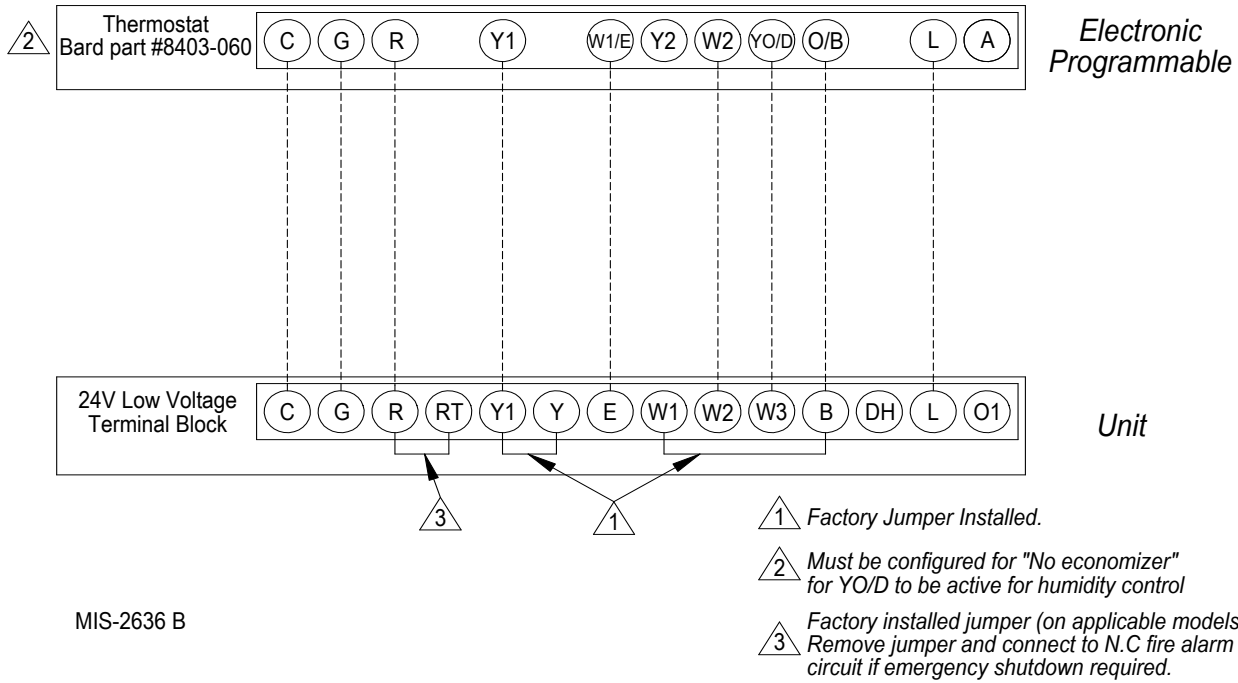 2
Thermostat
Bard part #8403-060
C G R Y1 W1/E Y2 W2 YO/D O/B L A
Electronic
Programmable
24V Low Voltage
Terminal Block
C G R RT Y1 Y E W1 W2 W3 B DH L O1
Unit
3
1
1 Factory Jumper Installed.
2 Must be configured for "No economizer"
for YO/D to be active for humidity control
3 Factory installed jumper (on applicable models
Remove jumper and connect to N.C fire alarm
circuit if emergency shutdown required.
MIS-2636 B